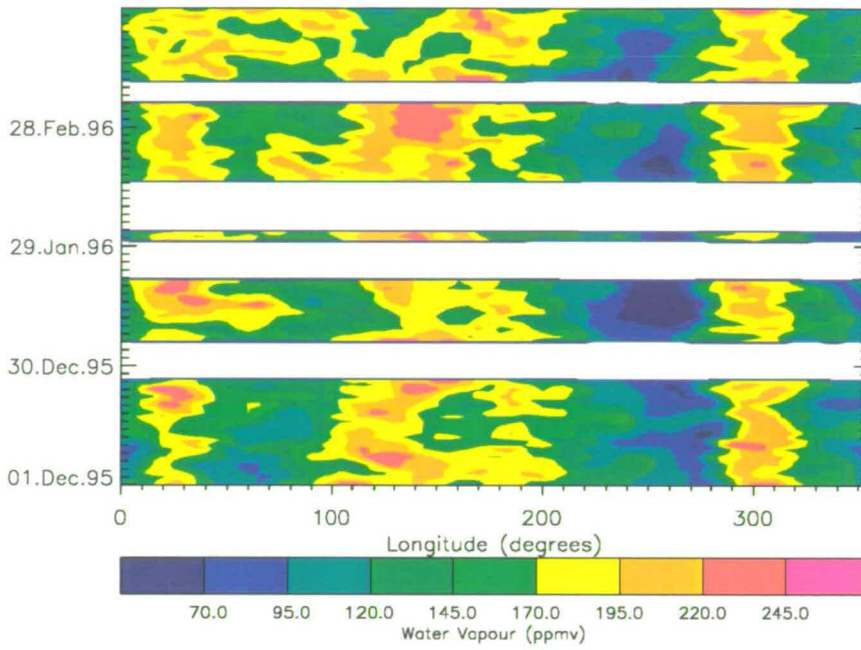 28.Feb.96
29.Jan.96
30.Dec.95
01.Dec.95
0 100 200 300
Longitude (degrees)
70.0 95.0 120.0 145.0 170.0 195.0 220.0 245.0
Water Vapour (ppmv)